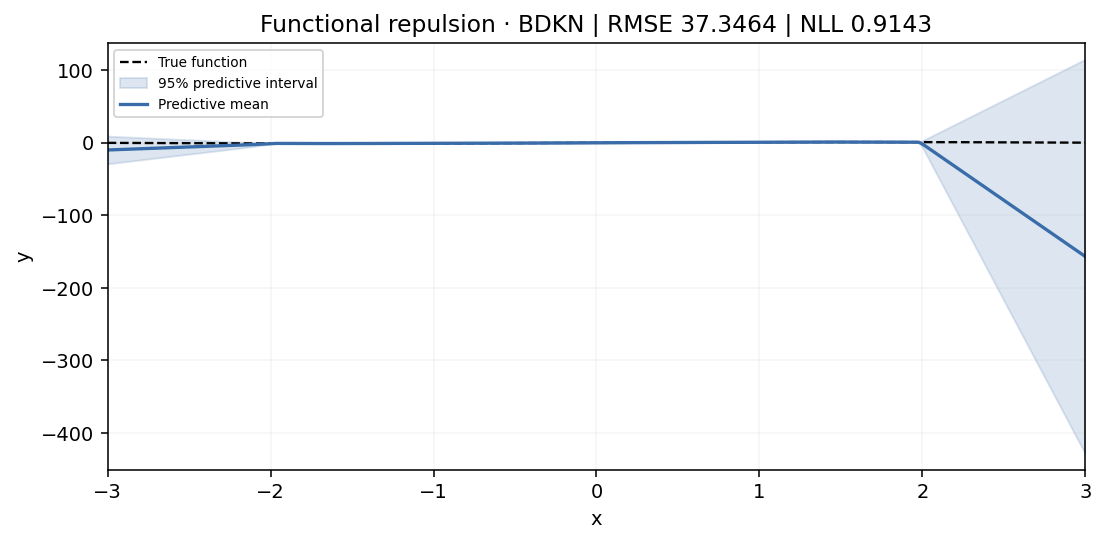 Functional repulsion · BDKN | RMSE 37.3464 | NLL 0.9143
True function
95% predictive interval
Predictive mean
100
0
−100
−200
−300
−400
y
−3
−2
−1
0
1
2
3
x